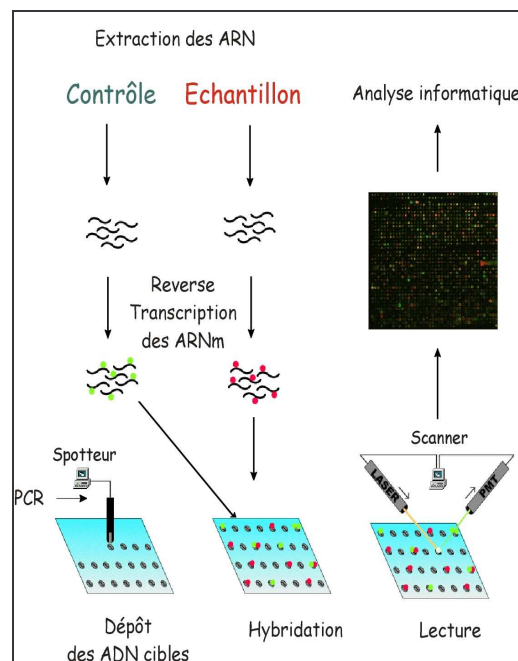 Extraction des ARN
Contrôle Echantillon
Analyse informatique
Reverse
Transcription
des ARNm
Spotteur
PCR
Scanner
LASER
PMT
Dépôt
des ADN cibles
Hybridation
Lecture